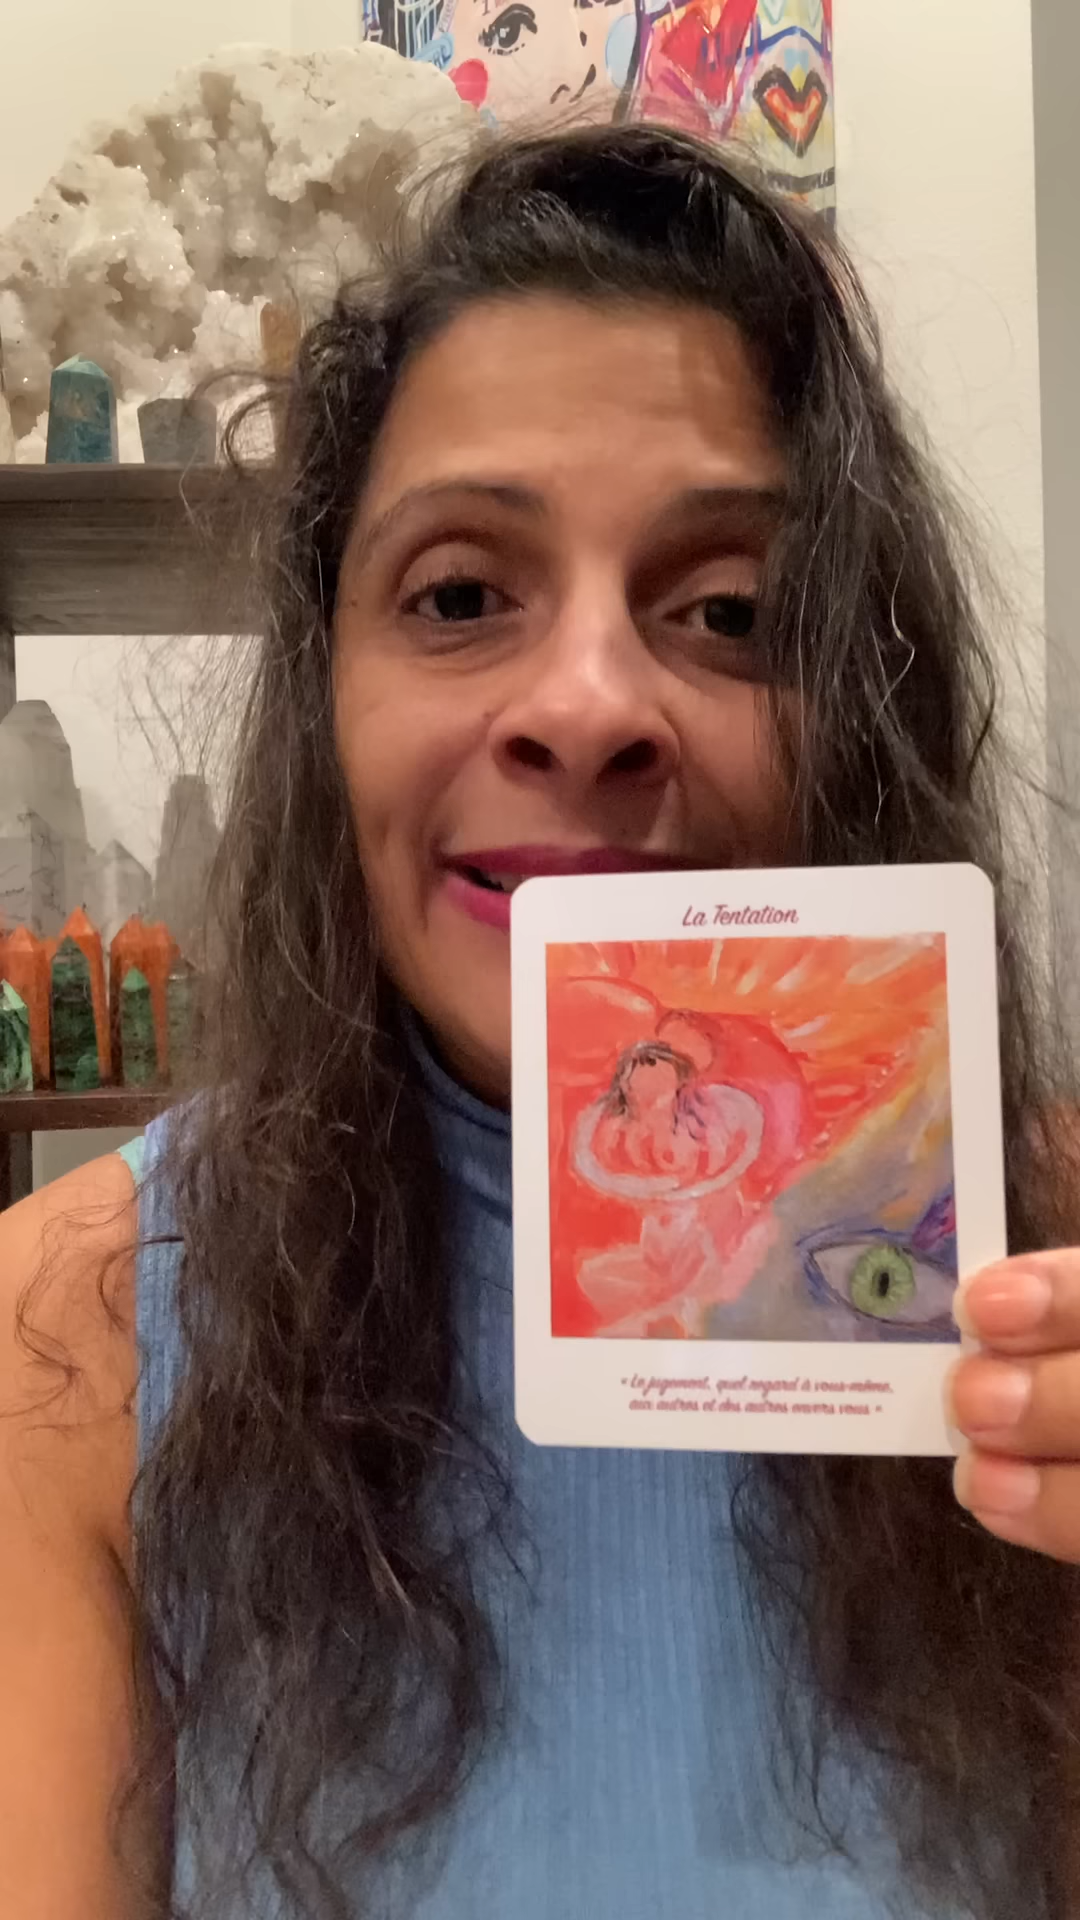 La Tentation
« Le jugement, quel regard à vous-même,
aux autres et des autres envers vous »